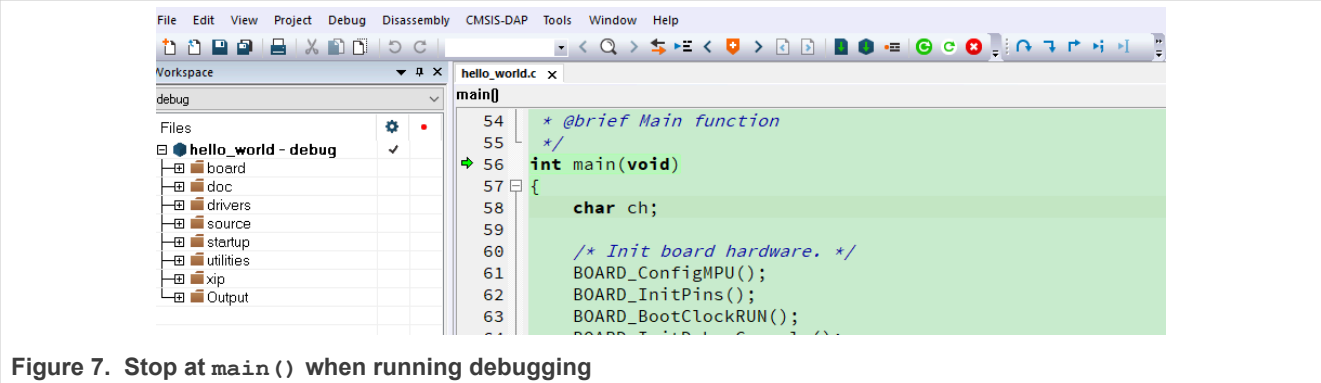 File Edit View Project Debug Disassembly CMSIS-DAP Tools Window Help
Workspace
hello_world.c x
debug
main()
Files
hello_world - debug
board
doc
drivers
source
startup
utilities
xip
Output
54 * @brief Main function
55 */
56 int main(void)
57 {
58 char ch;
59
60 /* Init board hardware. */
61 BOARD_ConfigMPU();
62 BOARD_InitPins();
63 BOARD_BootClockRUN();
Figure 7. Stop at main() when running debugging